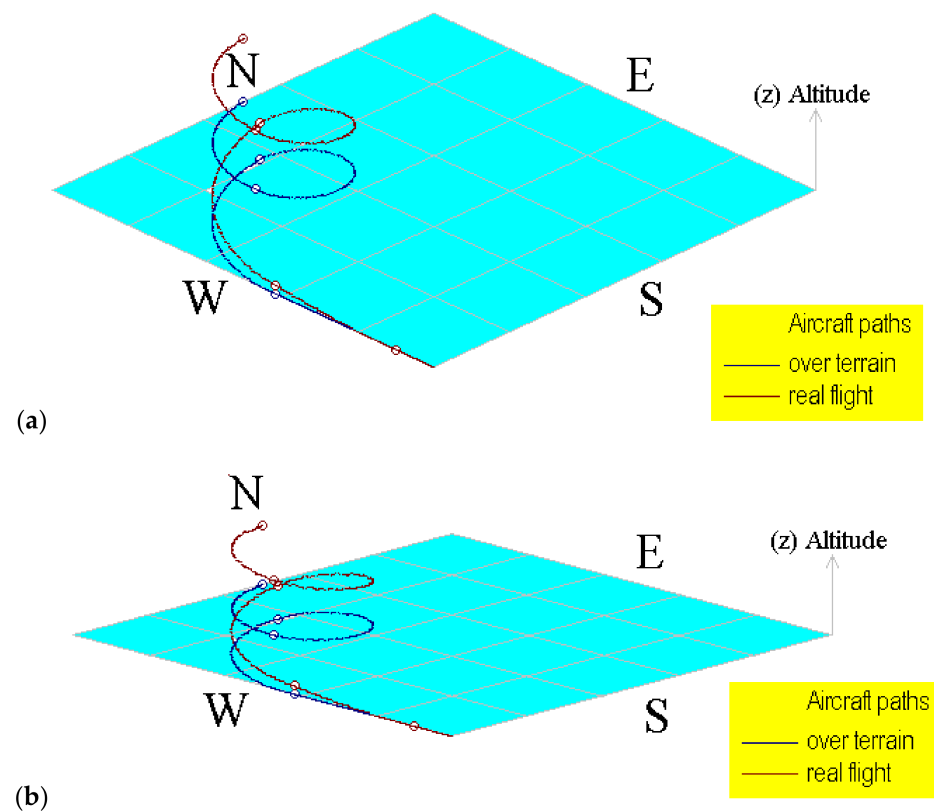 N
E
(z) Altitude
W
S
Aircraft paths
over terrain
real flight
(a)
N
E
(z) Altitude
W
S
Aircraft paths
over terrain
real flight
(b)